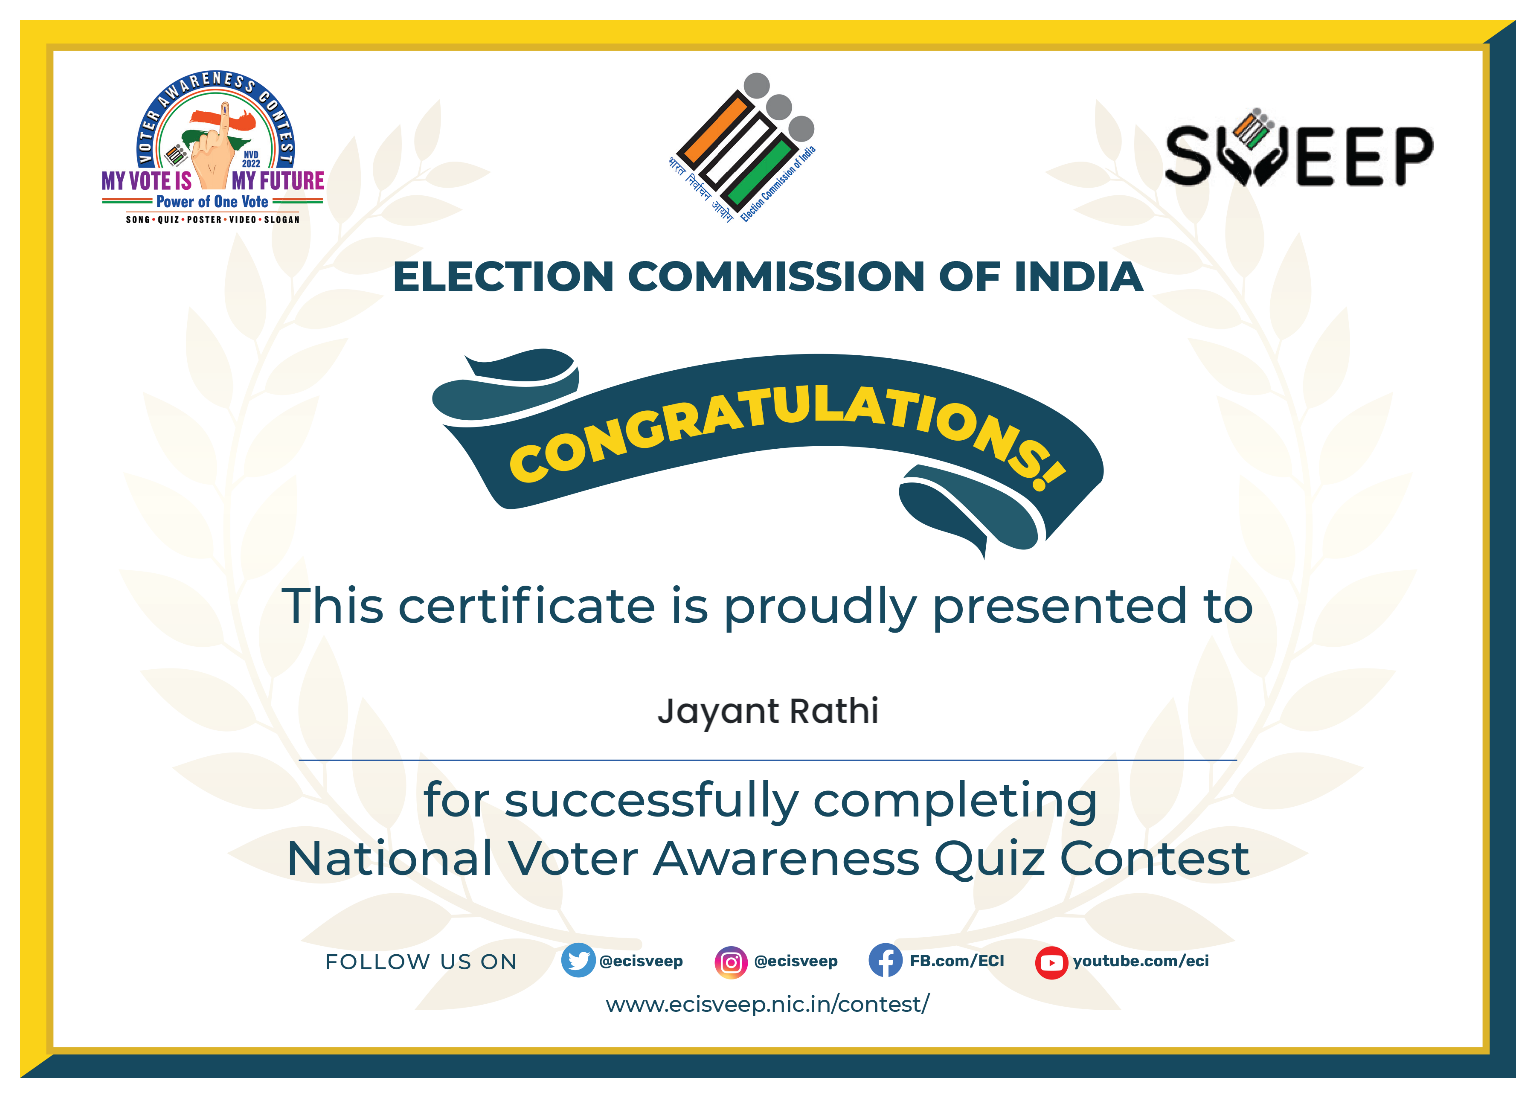 VOTER AWARENESS CONTEST
NVD
2022
MY VOTE IS MY FUTURE
Power of One Vote
SONG • QUIZ • POSTER • VIDEO • SLOGAN
भारत निर्वाचन आयोग
Election Commission of India
SWEEP
ELECTION COMMISSION OF INDIA
CONGRATULATIONS!
This certificate is proudly presented to
Jayant Rathi
for successfully completing
National Voter Awareness Quiz Contest
FOLLOW US ON @ecisveep @ecisveep FB.com/ECI youtube.com/eci
www.ecisveep.nic.in/contest/